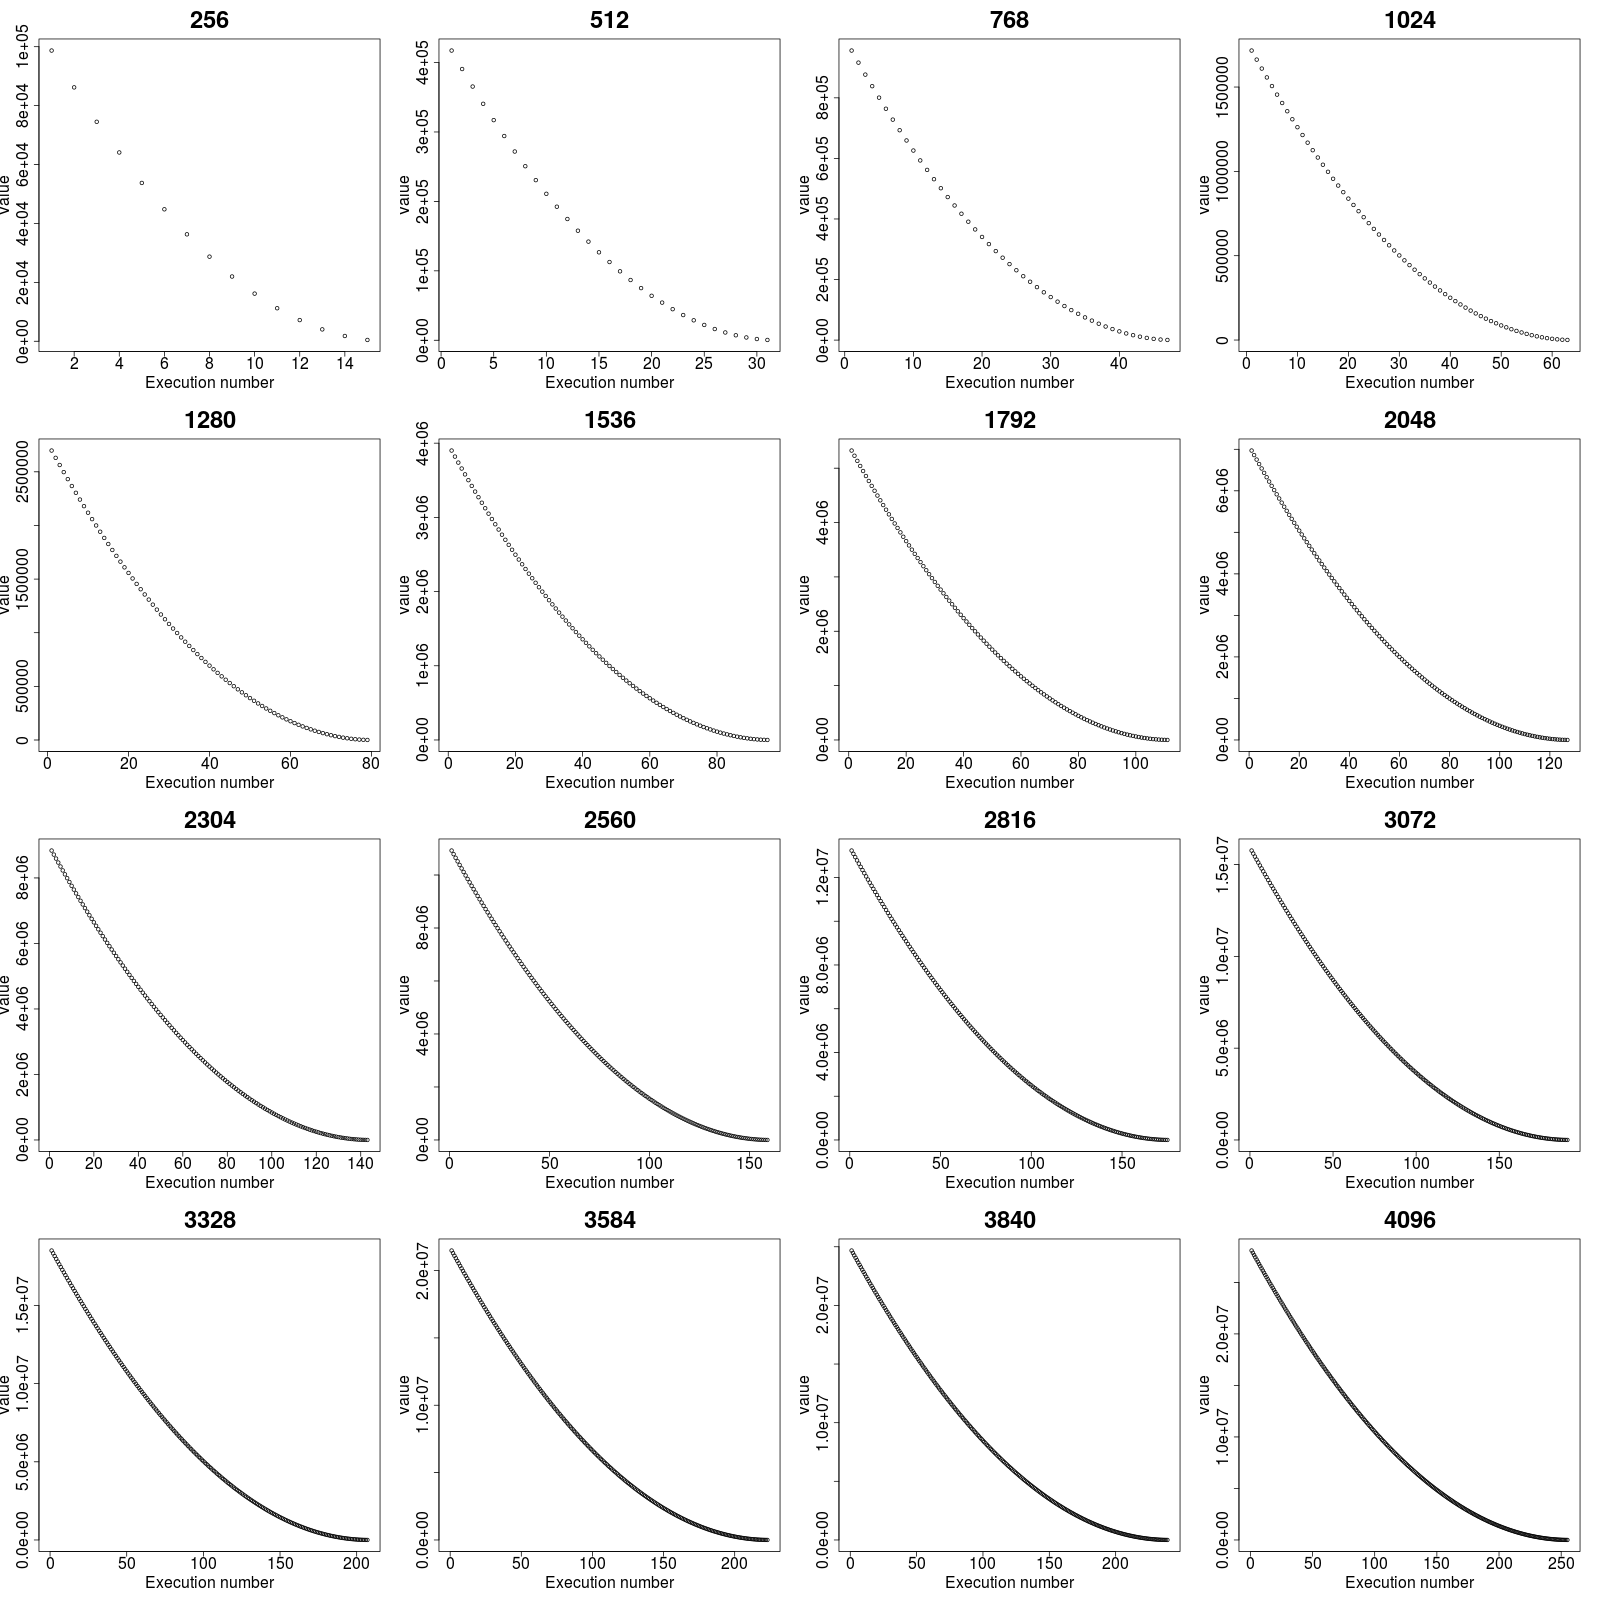 256
512
768
1024
value
0e+00 2e+04 4e+04 6e+04 8e+04 1e+05
2 4 6 8 10 12 14
Execution number
value
0e+00 1e+05 2e+05 3e+05 4e+05
0 5 10 15 20 25 30
Execution number
value
0e+00 2e+05 4e+05 6e+05 8e+05
0 10 20 30 40
Execution number
value
0 500000 1000000 1500000
0 10 20 30 40 50 60
Execution number
1280
1536
1792
2048
value
0 500000 1500000 2500000
0 20 40 60 80
Execution number
value
0e+00 1e+06 2e+06 3e+06 4e+06
0 20 40 60 80
Execution number
value
0e+00 2e+06 4e+06
0 20 40 60 80 100
Execution number
value
0e+00 2e+06 4e+06 6e+06
0 20 40 60 80 100 120
Execution number
2304
2560
2816
3072
value
0e+00 2e+06 4e+06 6e+06 8e+06
0 20 40 60 80 100 120 140
Execution number
value
0e+00 4e+06 8e+06
0 50 100 150
Execution number
value
0.0e+00 4.0e+06 8.0e+06 1.2e+07
0 50 100 150
Execution number
value
0.0e+00 5.0e+06 1.0e+07 1.5e+07
0 50 100 150
Execution number
3328
3584
3840
4096
value
0.0e+00 5.0e+06 1.0e+07 1.5e+07
0 50 100 150 200
Execution number
value
0.0e+00 1.0e+07 2.0e+07
0 50 100 150 200
Execution number
value
0.0e+00 1.0e+07 2.0e+07
0 50 100 150 200
Execution number
value
0.0e+00 1.0e+07 2.0e+07
0 50 100 150 200 250
Execution number